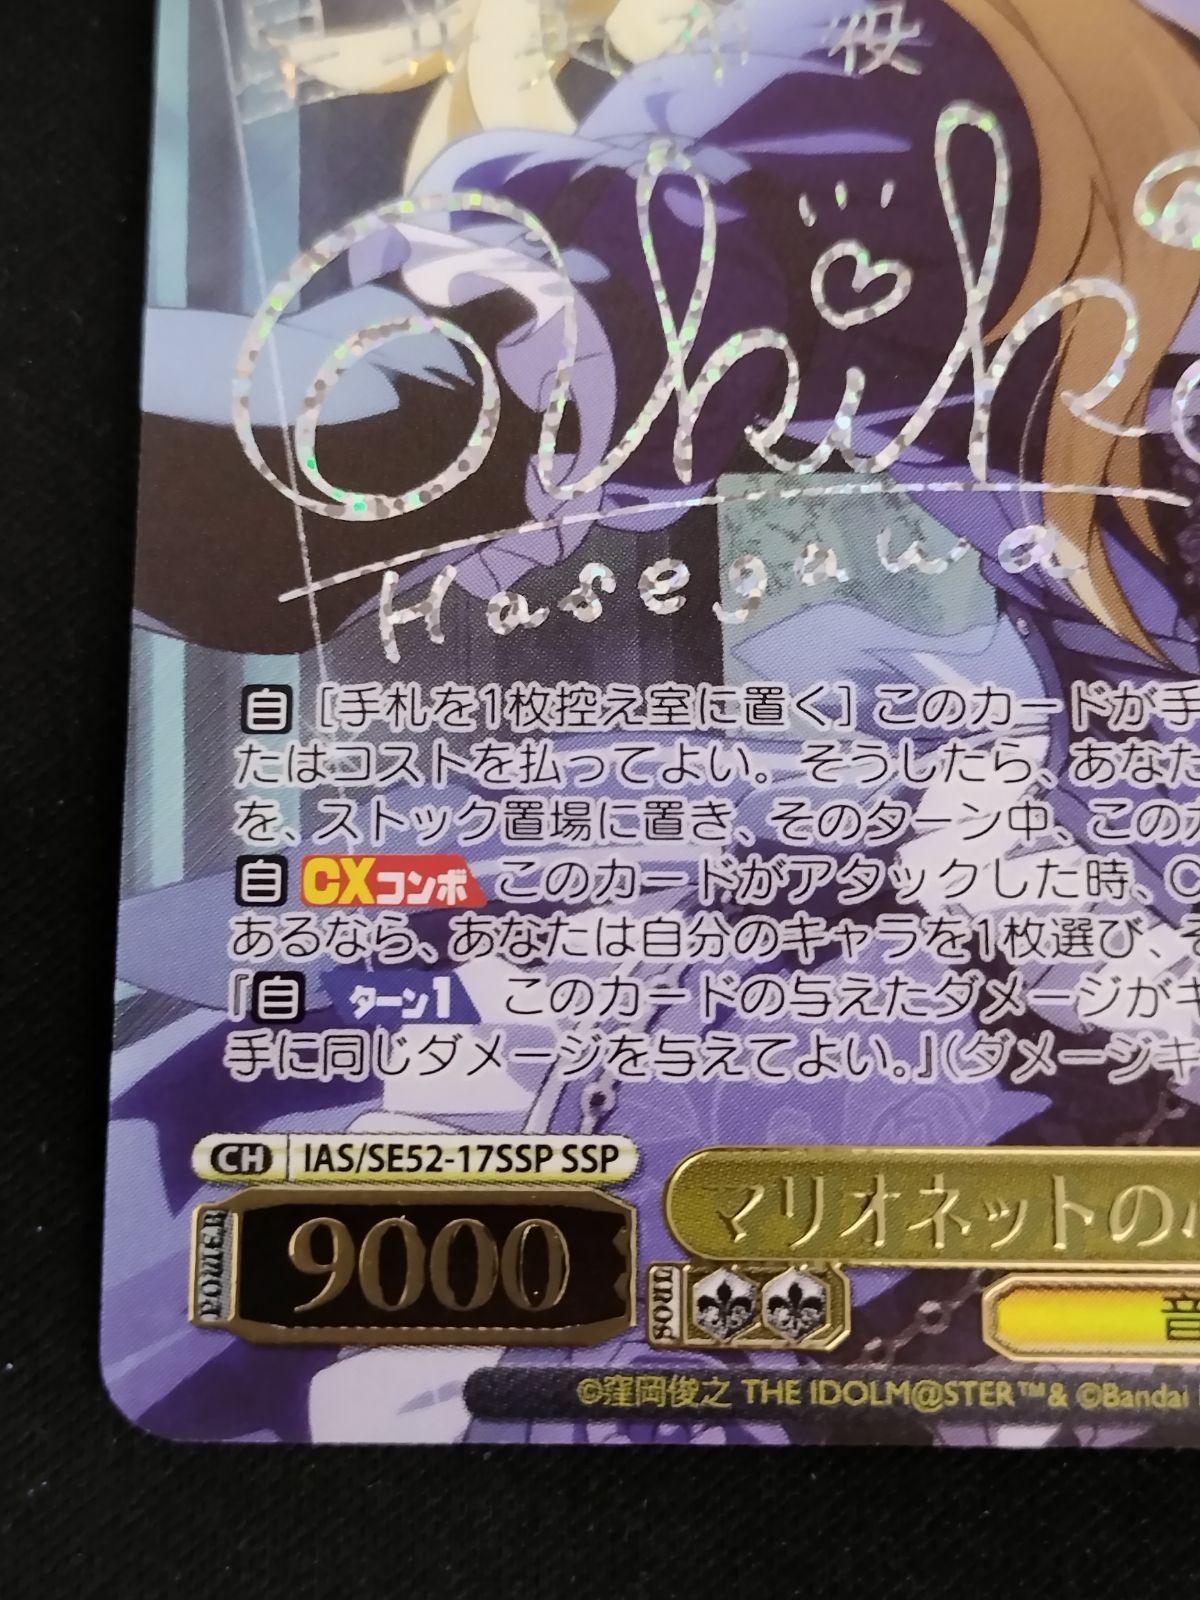 役
Hasegawa
自 [手札を1枚控え室に置く] このカードが手
たはコストを払ってよい。そうしたら、あなた
を、ストック置場に置き、そのターン中、このカ
自 CXコンボ このカードがアタックした時、C
あるなら、あなたは自分のキャラを1枚選び、そ
『自 ターン1 このカードの与えたダメージがキ
手に同じダメージを与えてよい。』（ダメージキ
CH IAS/SE52-17SSP SSP
マリオネットの
POWER 9000
SOUL
音
©窪岡俊之 THE IDOLM@STER™& ©Bandai